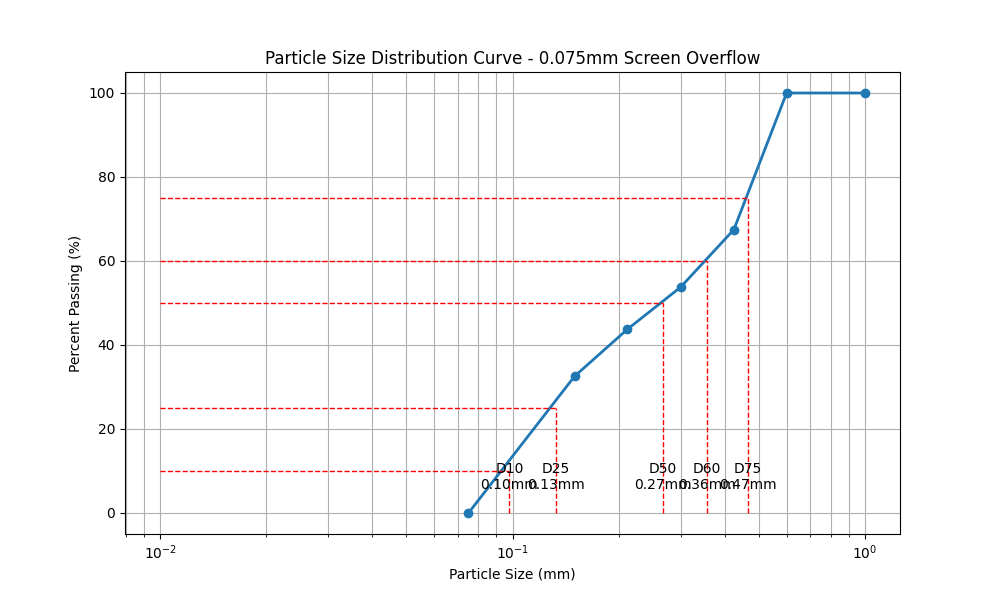 Particle Size Distribution Curve - 0.075mm Screen Overflow
Percent Passing (%)
100
80
60
40
20
0
D10
0.10mm
D25
0.13mm
D50
0.27mm
D60
0.36mm
D75
0.47mm
10⁻²
10⁻¹
10⁰
Particle Size (mm)